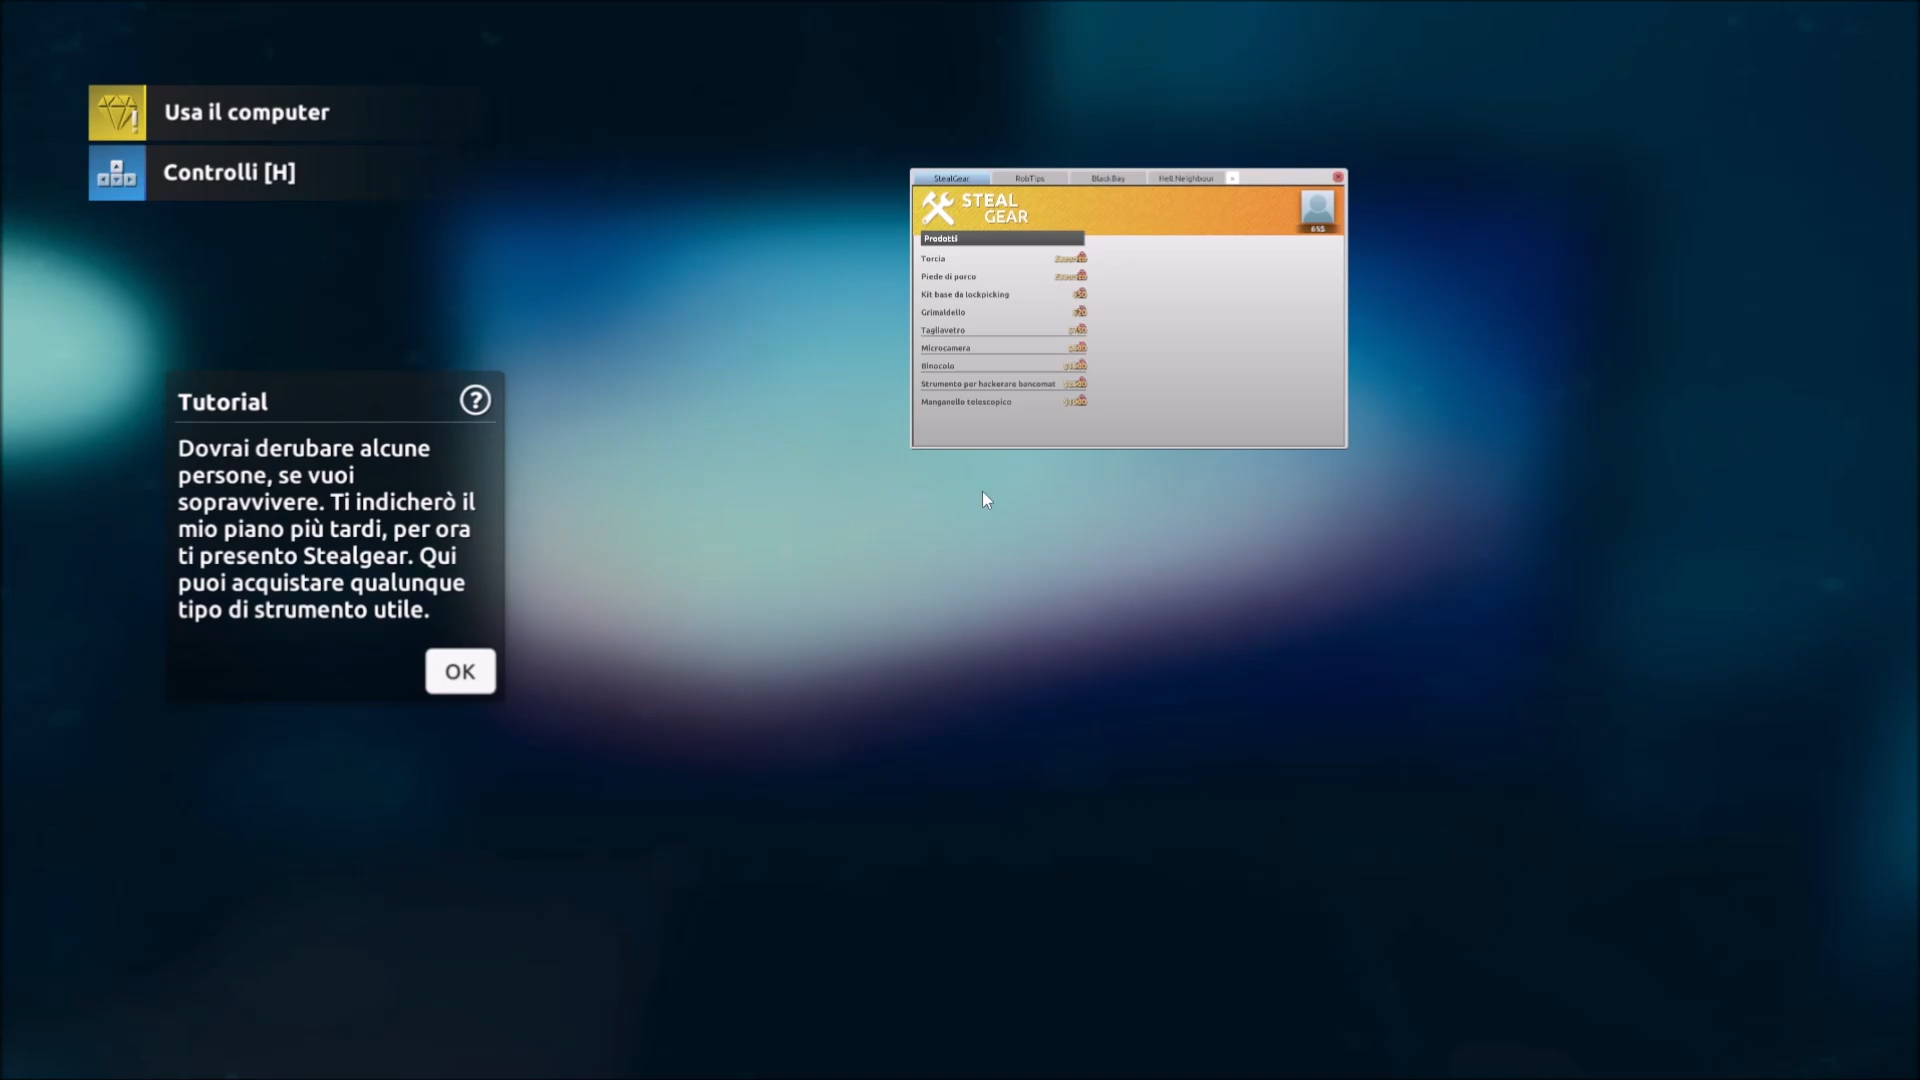 Usa il computer
Controlli [H]
StealGear
RobTips
BlackBay
Hell Neighbour
STEAL
GEAR
Prodotti
Torcia
Piede di porco
Kit base da lockpicking
Grimaldello
Tagliavetro
Microcamera
Binocolo
Strumento per hackerare bancomat
Manganello telescopico
Tutorial
?
Dovrai derubare alcune
persone, se vuoi
sopravvivere. Ti indicherò il
mio piano più tardi, per ora
ti presento Stealgear. Qui
puoi acquistare qualunque
tipo di strumento utile.
OK